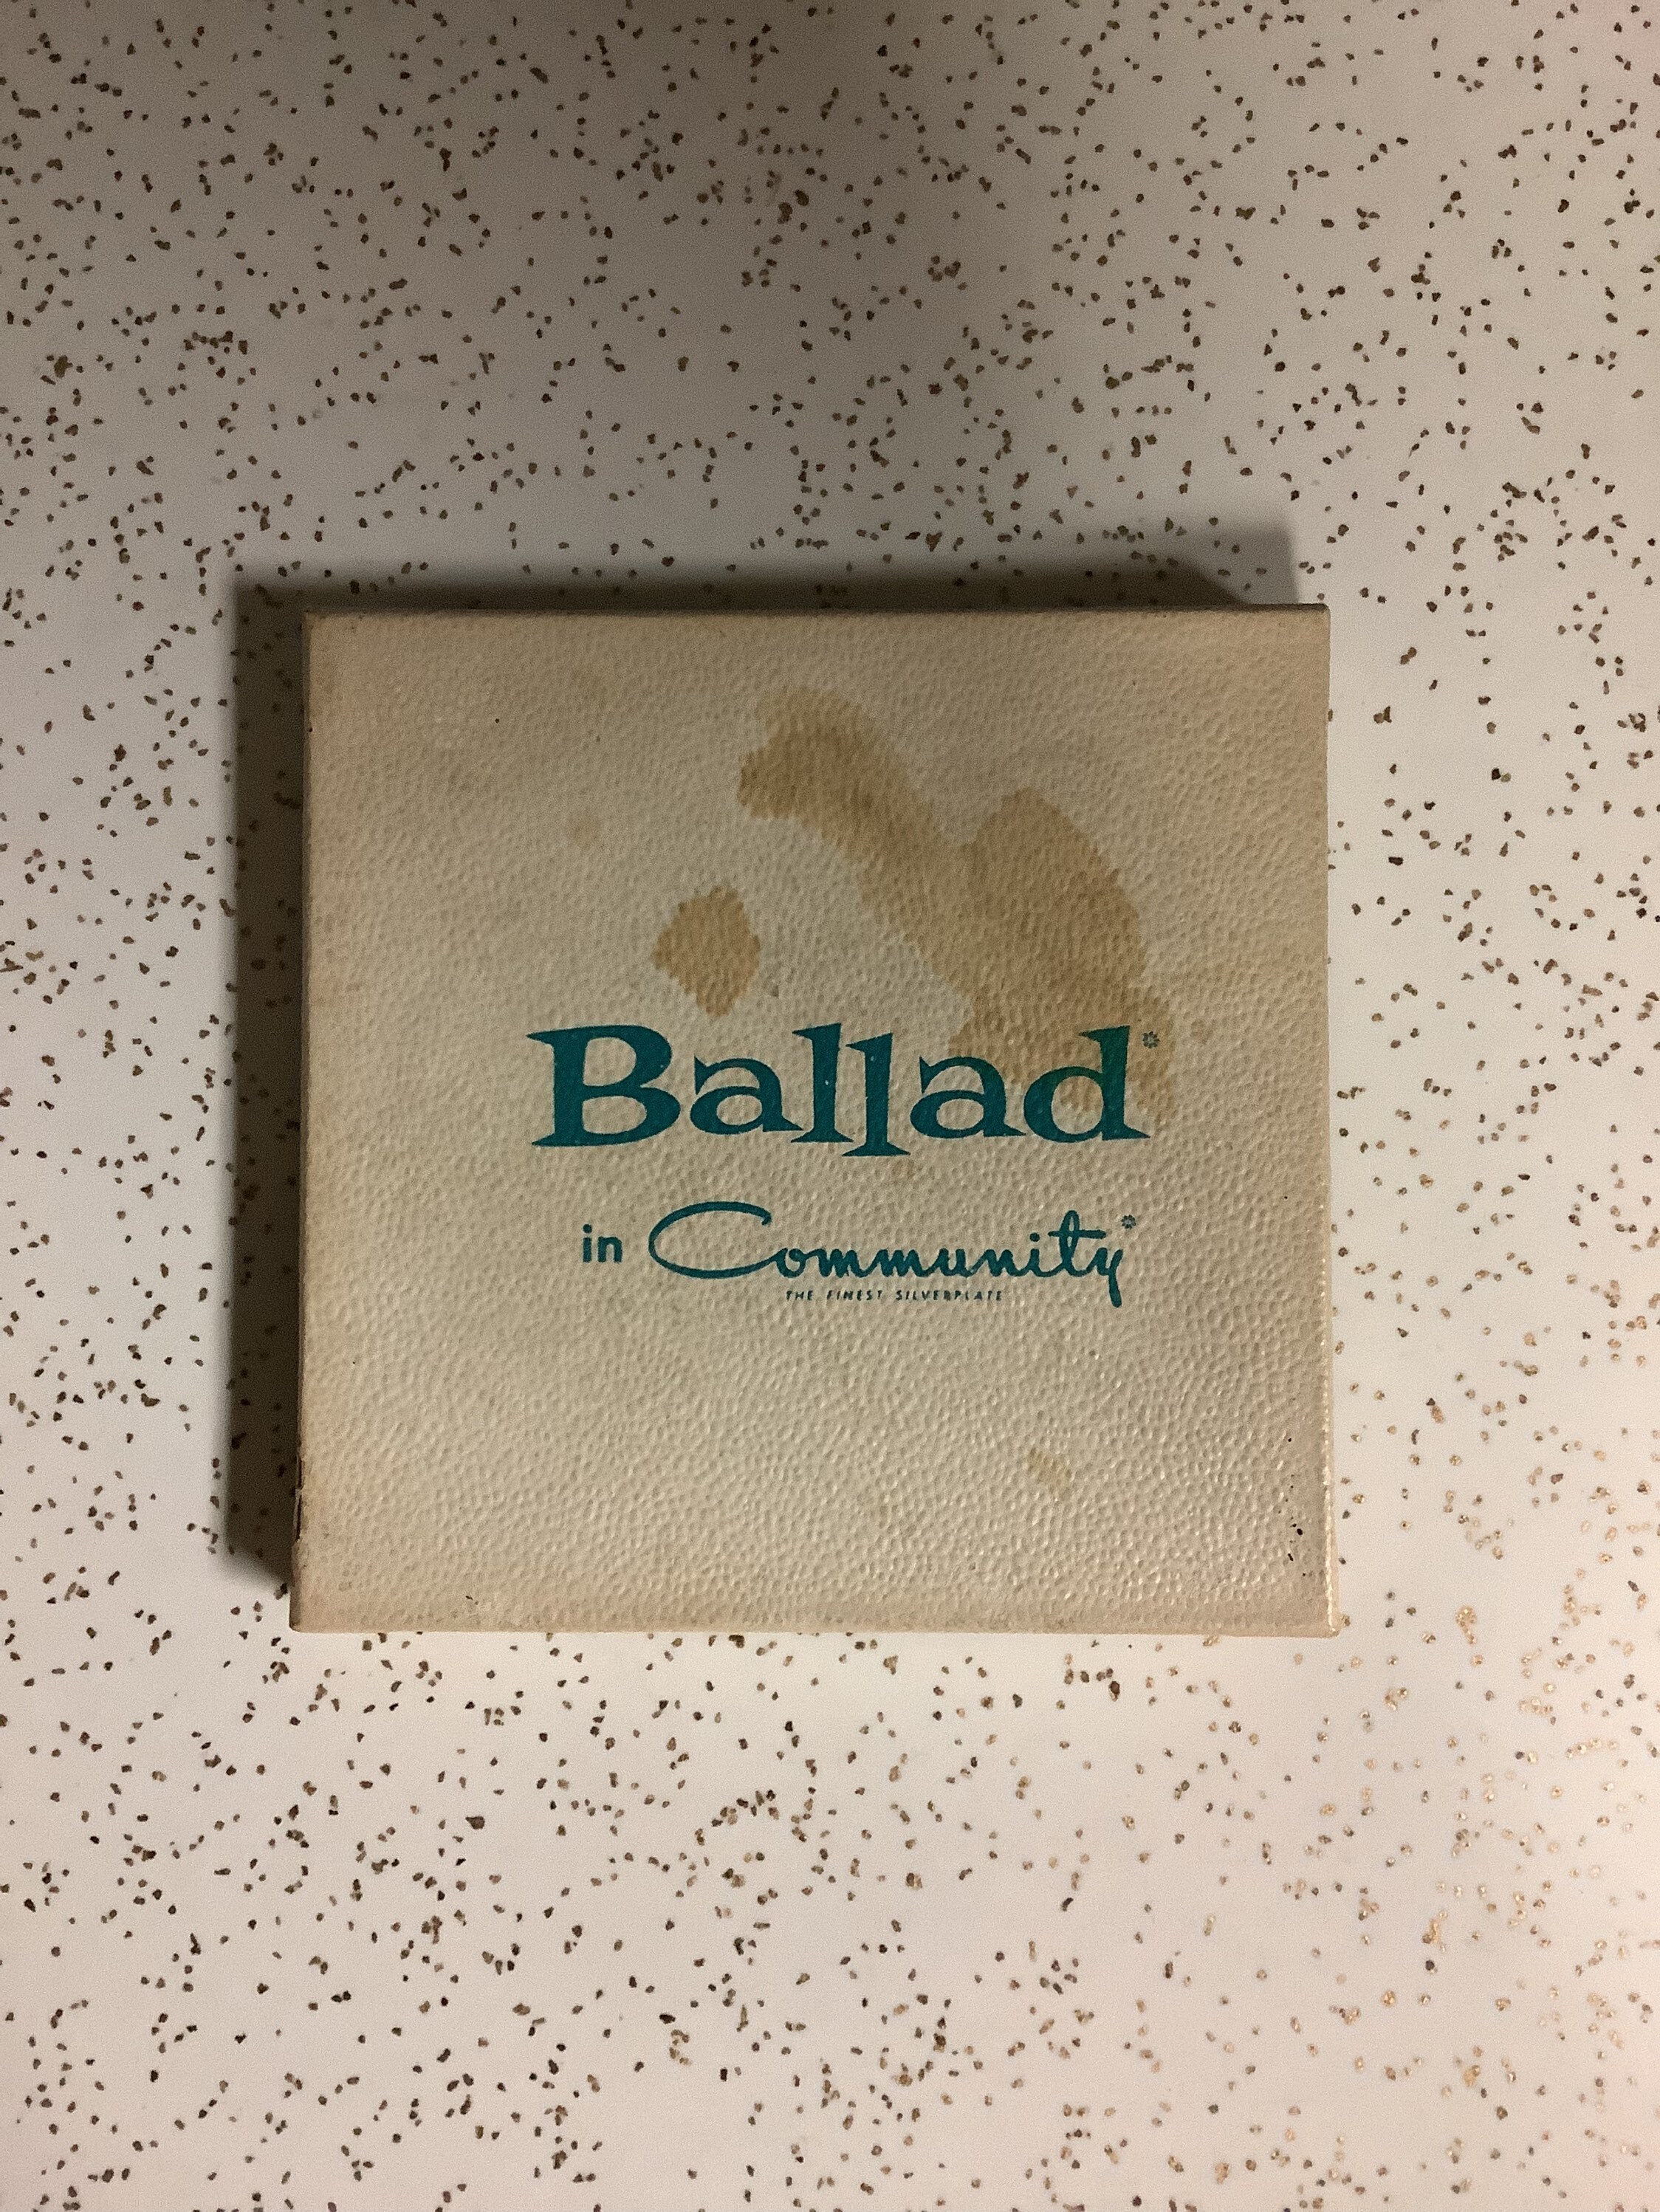 Ballad*
in Community*
THE FINEST SILVERPLATE